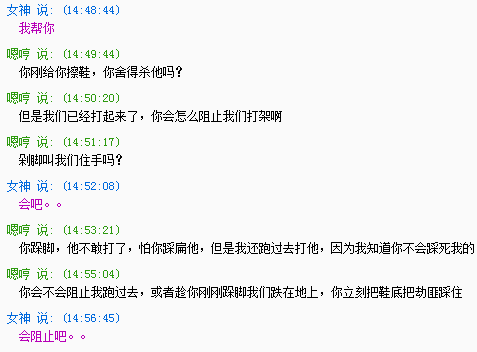 女神 说: (14:48:44)
我帮你
嗯哼 说: (14:49:44)
你刚给你擦鞋，你舍得杀他吗？
嗯哼 说: (14:50:20)
但是我们已经打起来了，你会怎么阻止我们打架啊
嗯哼 说: (14:51:17)
剁脚叫我们住手吗？
女神 说: (14:52:08)
会吧。。
嗯哼 说: (14:53:21)
你跺脚，他不敢打了，怕你踩扁他，但是我还跑过去打他，因为我知道你不会踩死我的
嗯哼 说: (14:55:04)
你会不会阻止我跑过去，或者趁你刚刚跺脚我们跌在地上，你立刻把鞋底把劫匪踩住
女神 说: (14:56:45)
会阻止吧。。